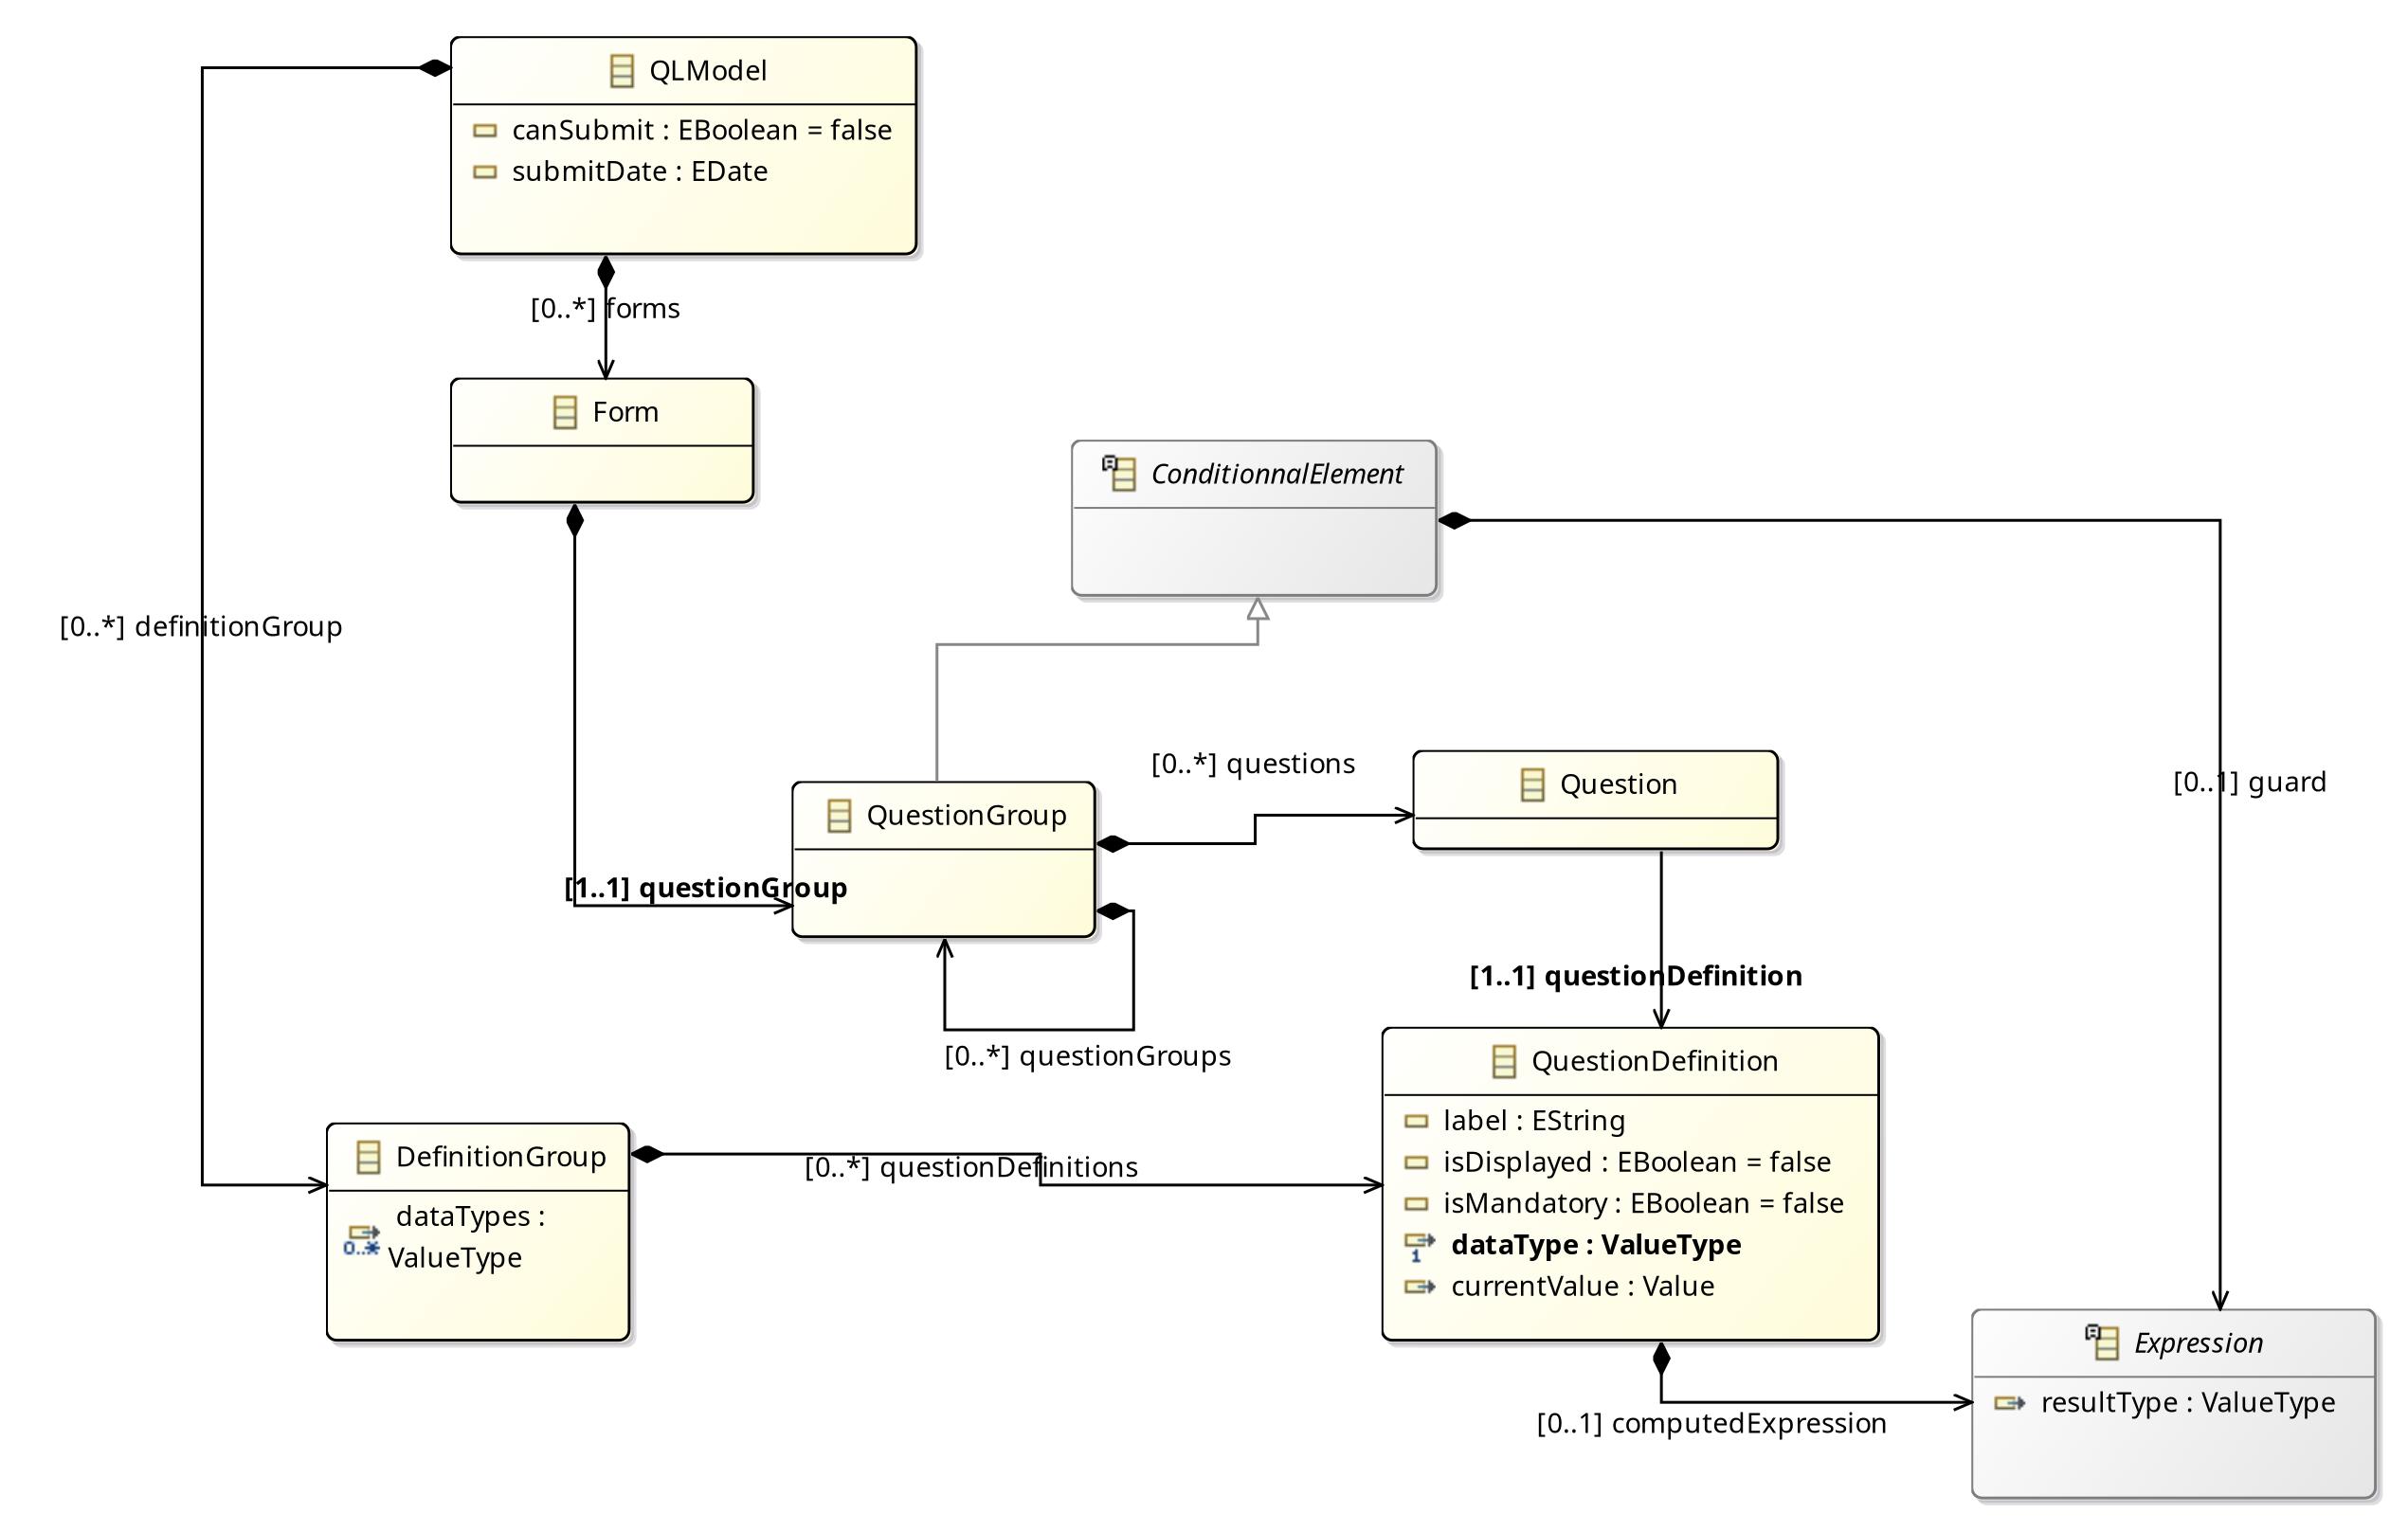 QLModel
canSubmit : EBoolean = false
submitDate : EDate
[0..*] forms
Form
ConditionnalElement
[0..*] definitionGroup
[0..*] questions
Question
[0..1] guard
QuestionGroup
[1..1] questionGroup
[1..1] questionDefinition
[0..*] questionGroups
QuestionDefinition
label : EString
isDisplayed : EBoolean = false
isMandatory : EBoolean = false
1 dataType : ValueType
currentValue : Value
DefinitionGroup
[0..*] questionDefinitions
dataTypes :
0..* ValueType
Expression
resultType : ValueType
[0..1] computedExpression